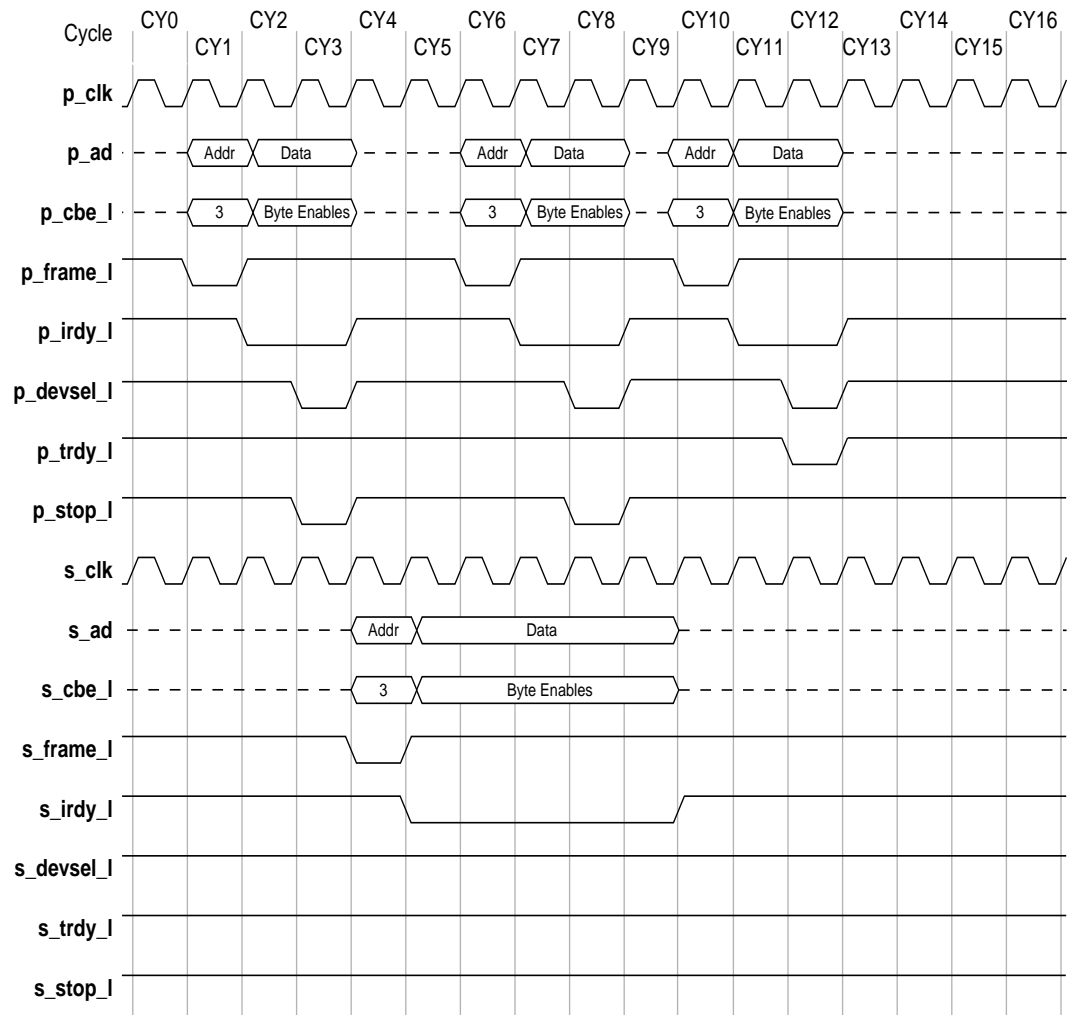 CY0 CY2 CY4 CY6 CY8 CY10 CY12 CY14 CY16
Cycle
CY1 CY3 CY5 CY7 CY9 CY11 CY13 CY15
p_clk
p_ad Addr Data Addr Data Addr Data
p_cbe_l 3 Byte Enables 3 Byte Enables 3 Byte Enables
p_frame_l
p_irdy_l
p_devsel_l
p_trdy_l
p_stop_l
s_clk
s_ad Addr Data
s_cbe_l 3 Byte Enables
s_frame_l
s_irdy_l
s_devsel_l
s_trdy_l
s_stop_l